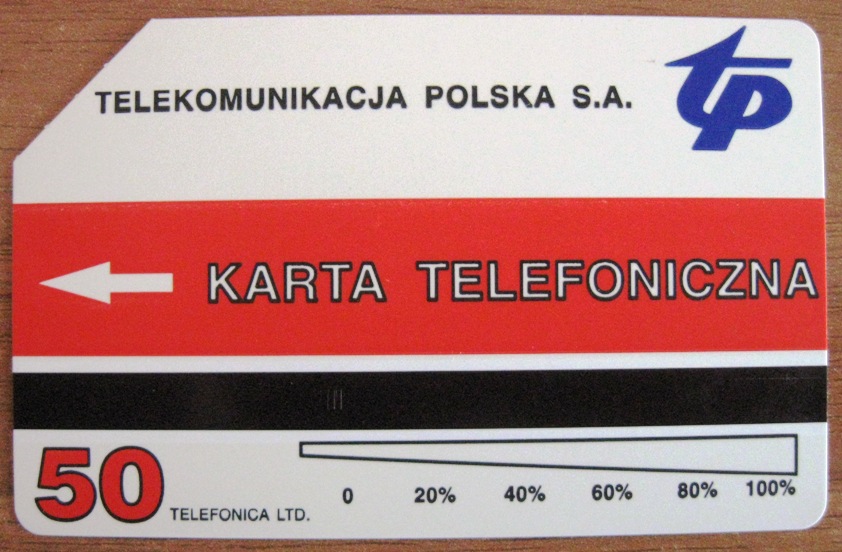 TELEKOMUNIKACJA POLSKA S.A.
tp
KARTA TELEFONICZNA
50
TELEFONICA LTD.
0 20% 40% 60% 80% 100%